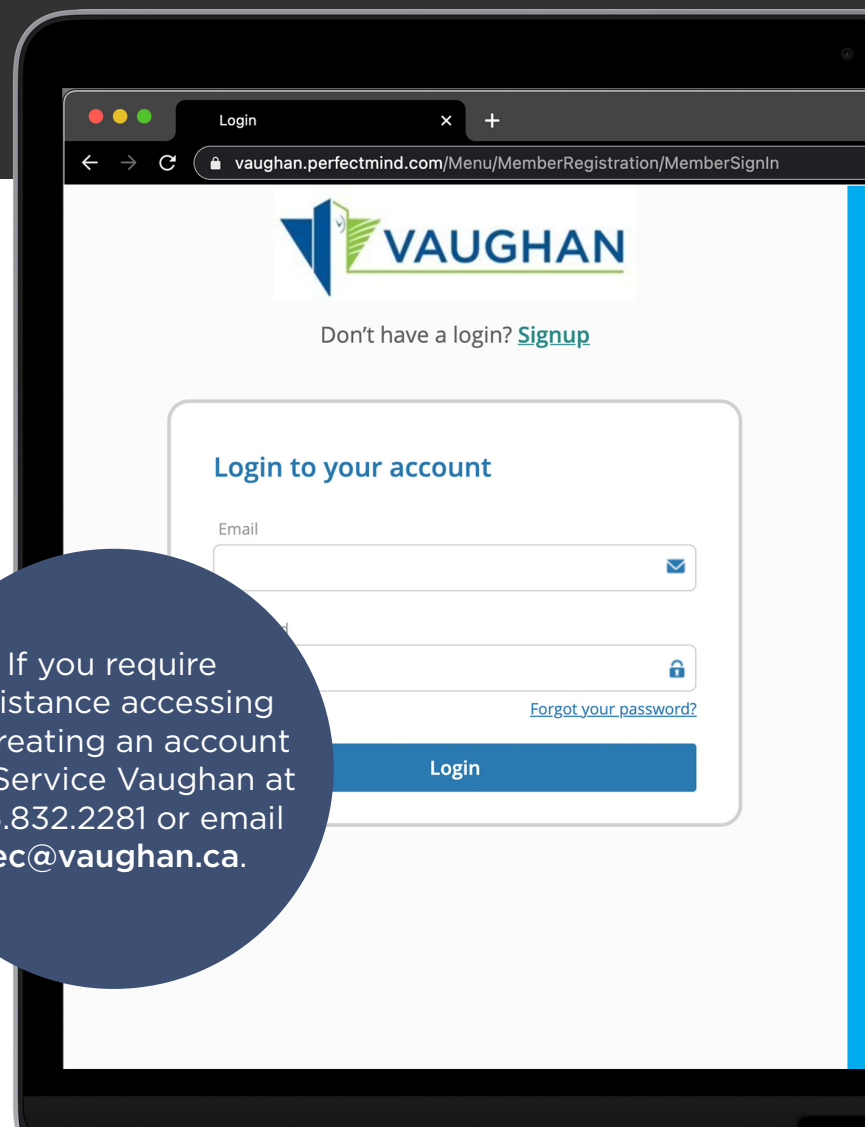 Login
vaughan.perfectmind.com/Menu/MemberRegistration/MemberSignIn
VAUGHAN
Don’t have a login? Signup
Login to your account
Email
Forgot your password?
Login
If you require
istance accessing
reating an account
Service Vaughan at
.832.2281 or email
ec@vaughan.ca.